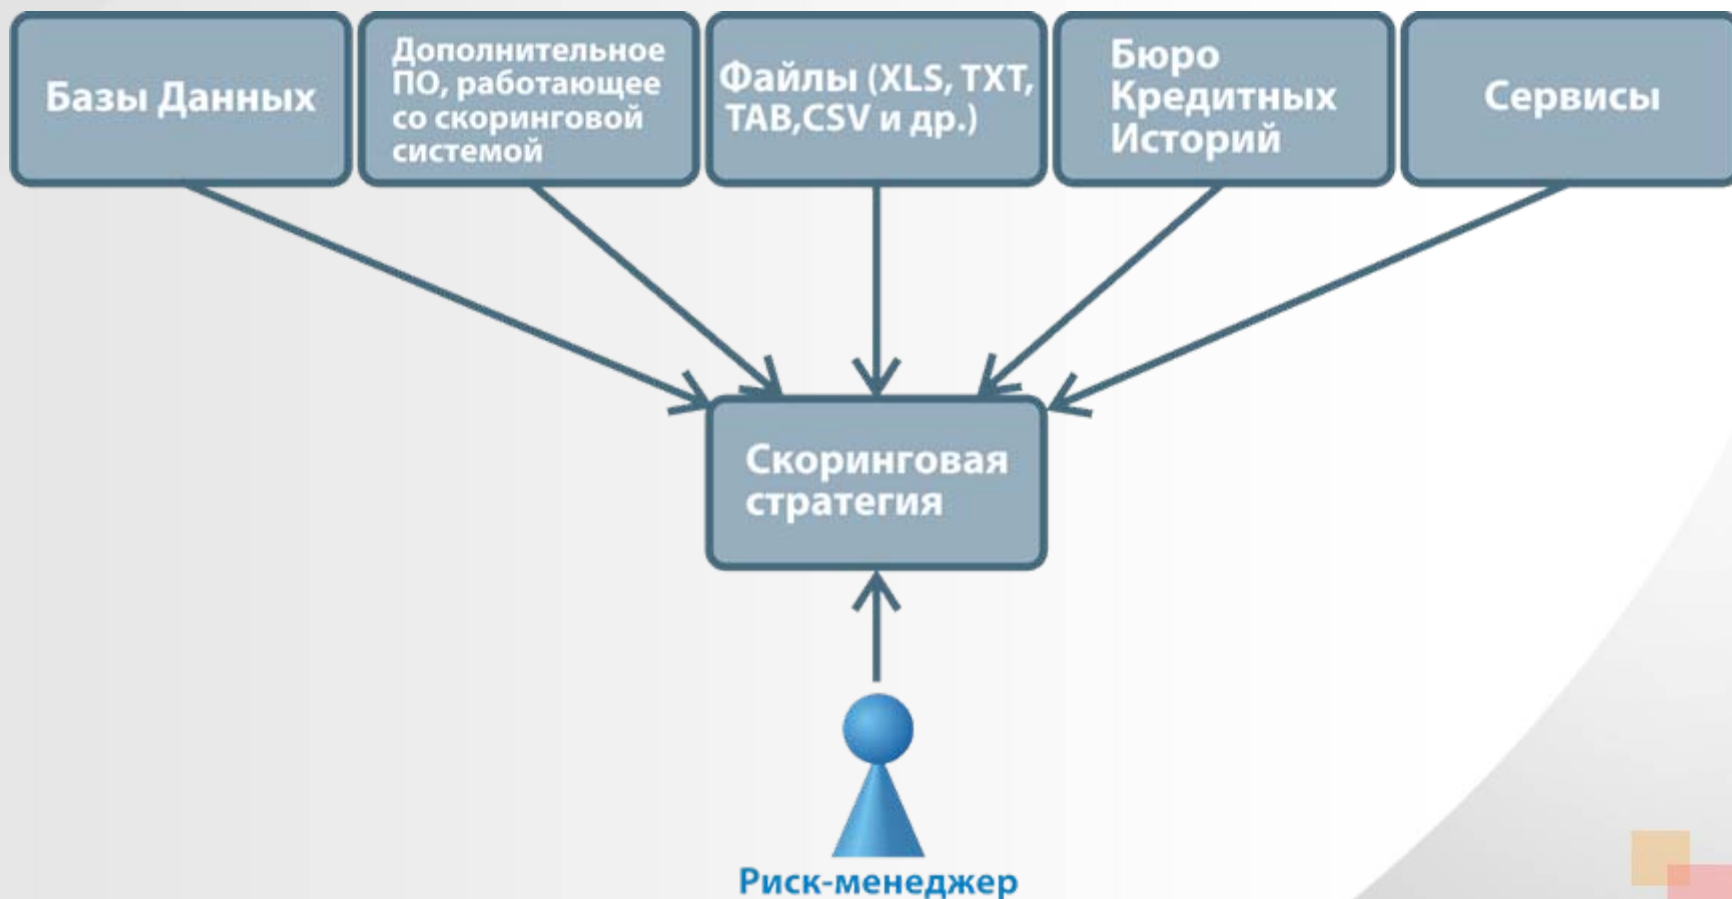 Базы Данных
Дополнительное
ПО, работающее
со скоринговой
системой
Файлы (XLS, TXT,
TAB,CSV и др.)
Бюро
Кредитных
Историй
Сервисы
Скоринговая
стратегия
Риск-менеджер